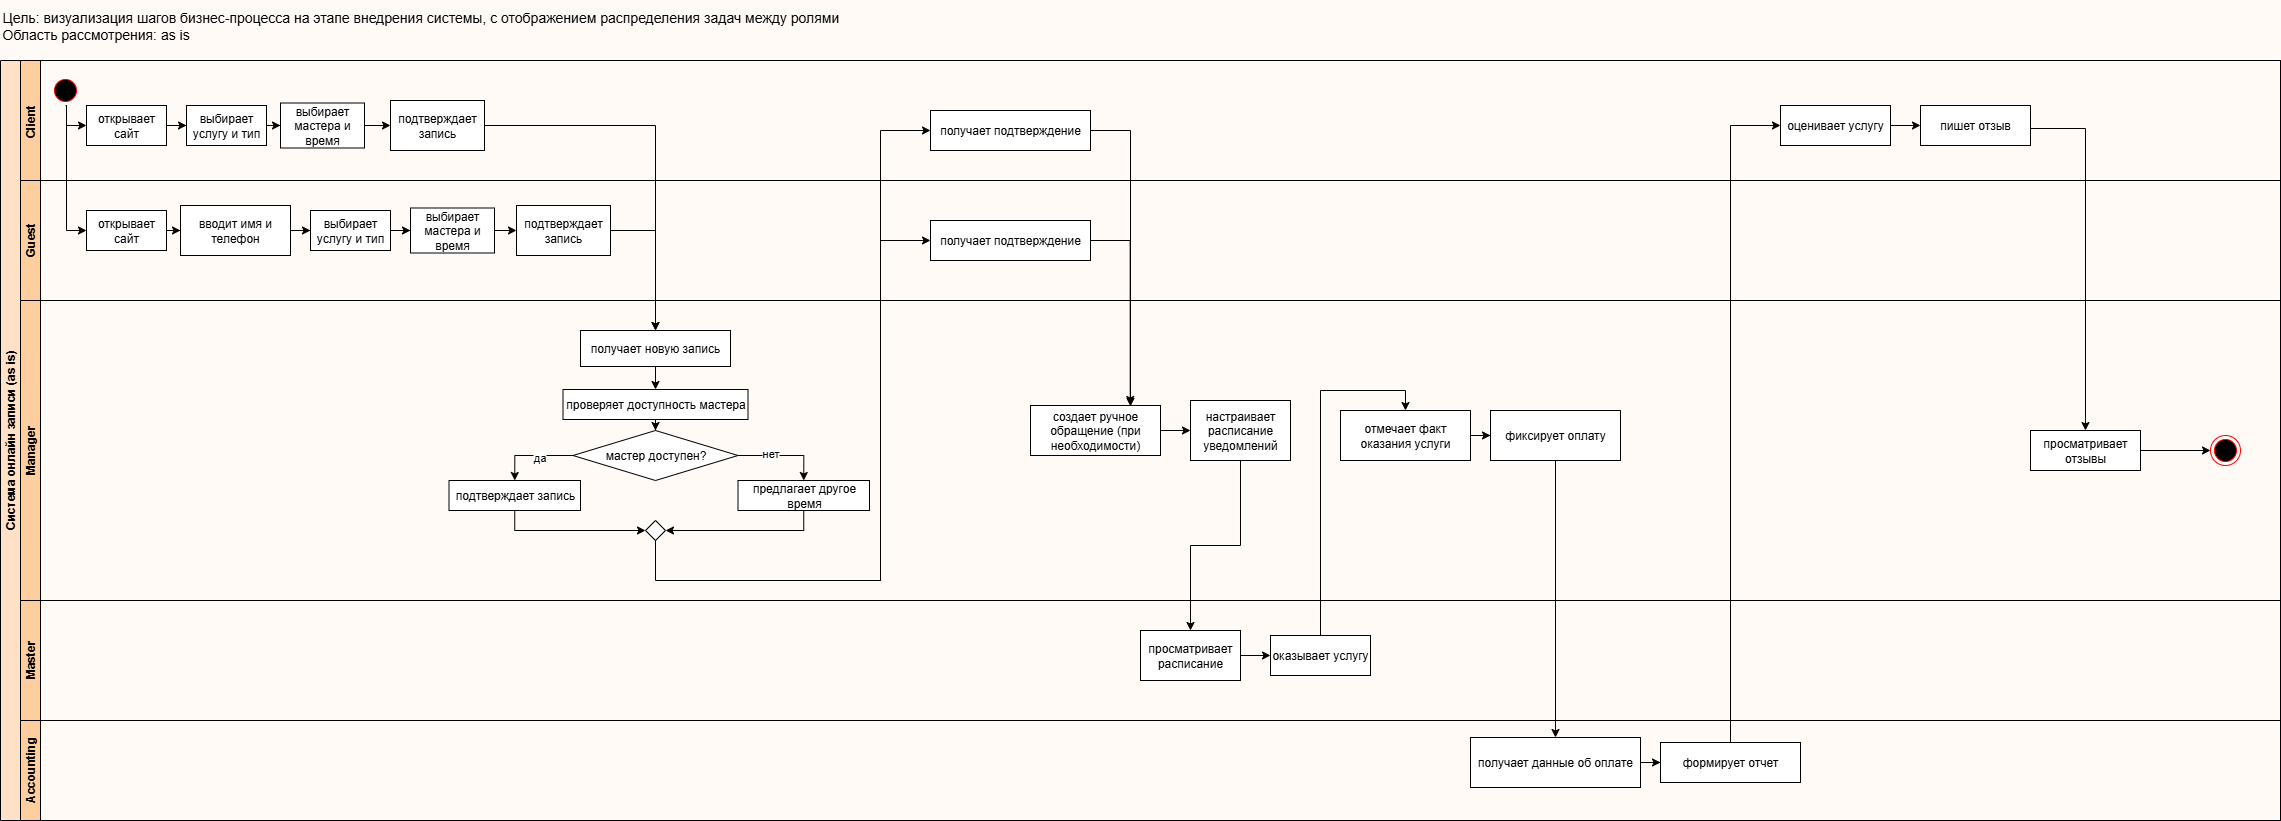 Цель: визуализация шагов бизнес-процесса на этапе внедрения системы, с отображением распределения задач между ролями
Область рассмотрения: as is
Система онлайн записи (as is)
Client
открывает
сайт
выбирает
услугу и тип
выбирает
мастера и
время
подтверждает
запись
получает подтверждение
оценивает услугу
пишет отзыв
Guest
открывает
сайт
вводит имя и
телефон
выбирает
услугу и тип
выбирает
мастера и
время
подтверждает
запись
получает подтверждение
Manager
получает новую запись
проверяет доступность мастера
мастер доступен?
да
нет
подтверждает запись
предлагает другое
время
создает ручное
обращение (при
необходимости)
настраивает
расписание
уведомлений
отмечает факт
оказания услуги
фиксирует оплату
просматривает
отзывы
Master
просматривает
расписание
оказывает услугу
Accounting
получает данные об оплате
формирует отчет